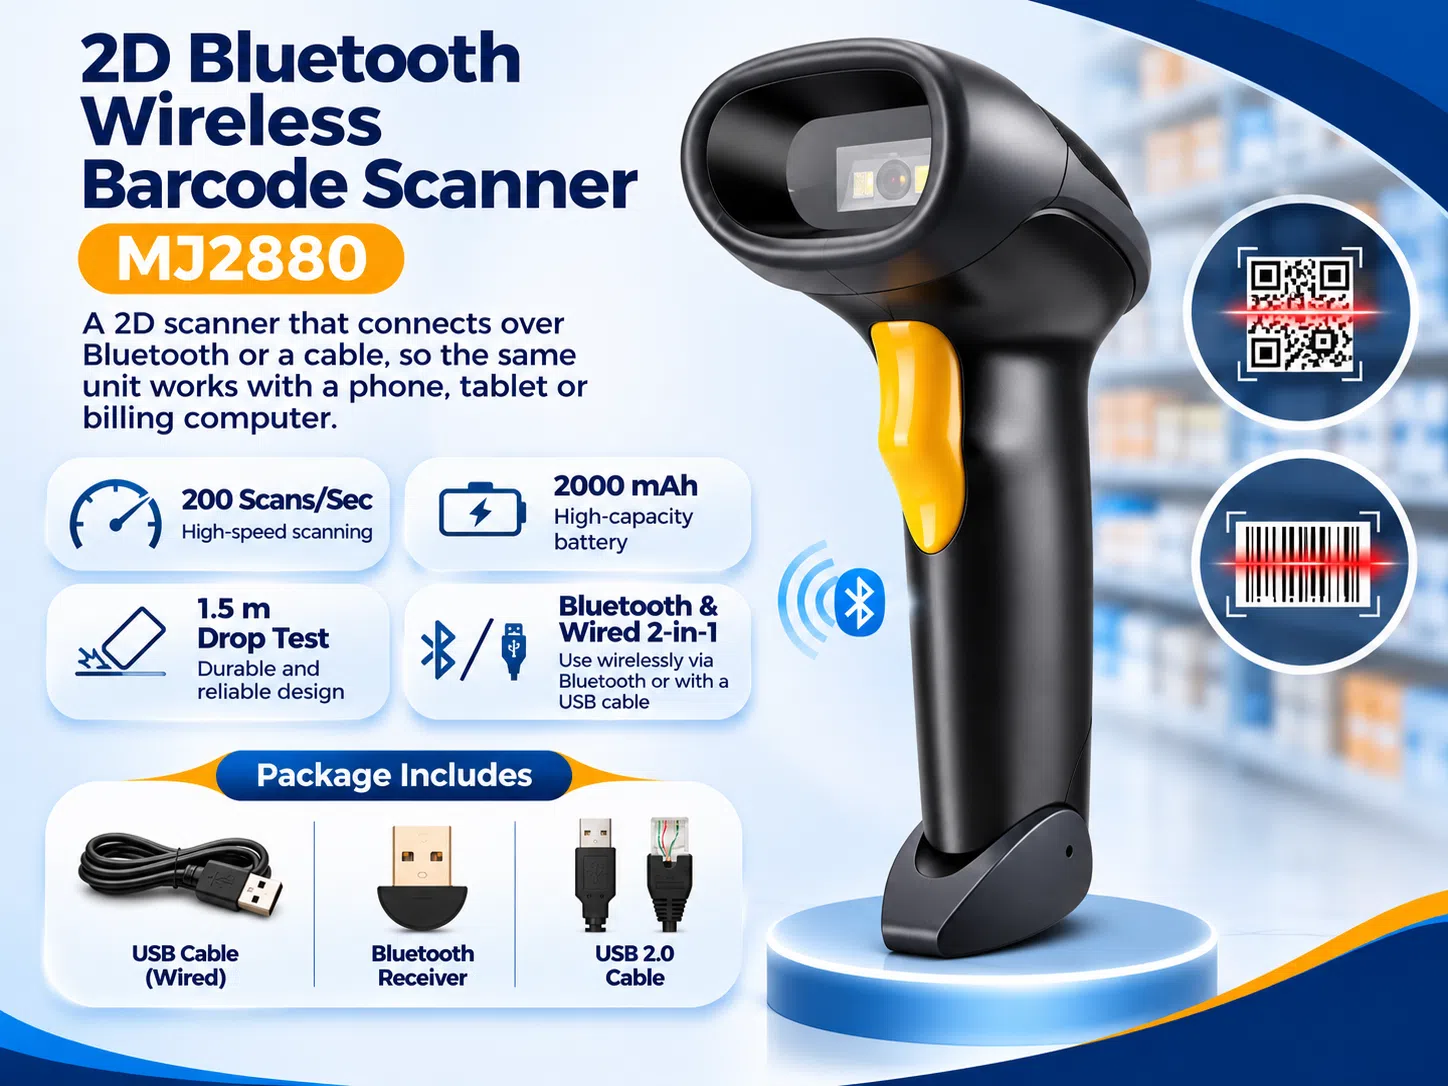 2D Bluetooth
Wireless
Barcode Scanner
MJ2880
A 2D scanner that connects over
Bluetooth or a cable, so the same
unit works with a phone, tablet or
billing computer.
200 Scans/Sec
High-speed scanning
2000 mAh
High-capacity
battery
1.5 m
Drop Test
Durable and
reliable design
Bluetooth &
Wired 2-in-1
Use wirelessly via
Bluetooth or with a
USB cable
Package Includes
USB Cable
(Wired)
Bluetooth
Receiver
USB 2.0
Cable